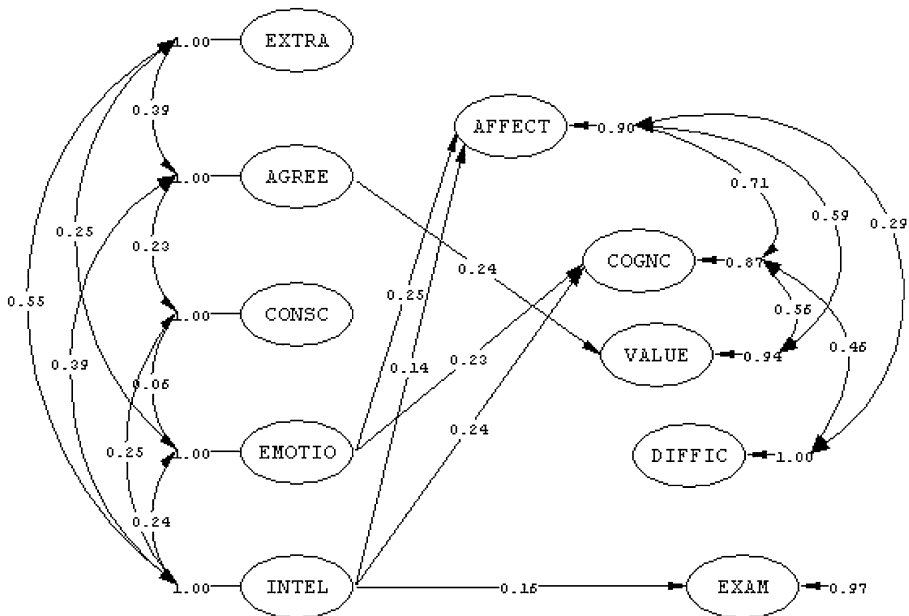 1.00
EXTRA
0.39
AFFECT
0.90
1.00
AGREE
0.71
0.25
0.23
0.24
0.59
0.29
COGNC
0.87
0.55
1.00
CONSC
0.25
0.56
0.39
0.06
0.14
0.23
VALUE
0.94
0.46
0.25
1.00
EMOTIO
0.24
DIFFIC
1.00
0.24
1.00
INTEL
0.16
EXAM
0.97